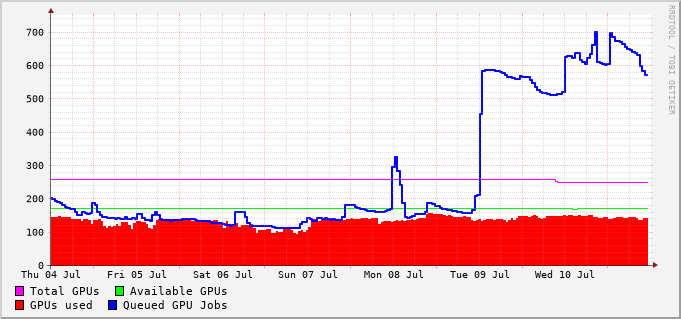 700
600
500
400
300
200
100
0
Thu 04 Jul Fri 05 Jul Sat 06 Jul Sun 07 Jul Mon 08 Jul Tue 09 Jul Wed 10 Jul
Total GPUs Available GPUs
GPUs used Queued GPU Jobs
RRDTOOL / TOBI OETIKER